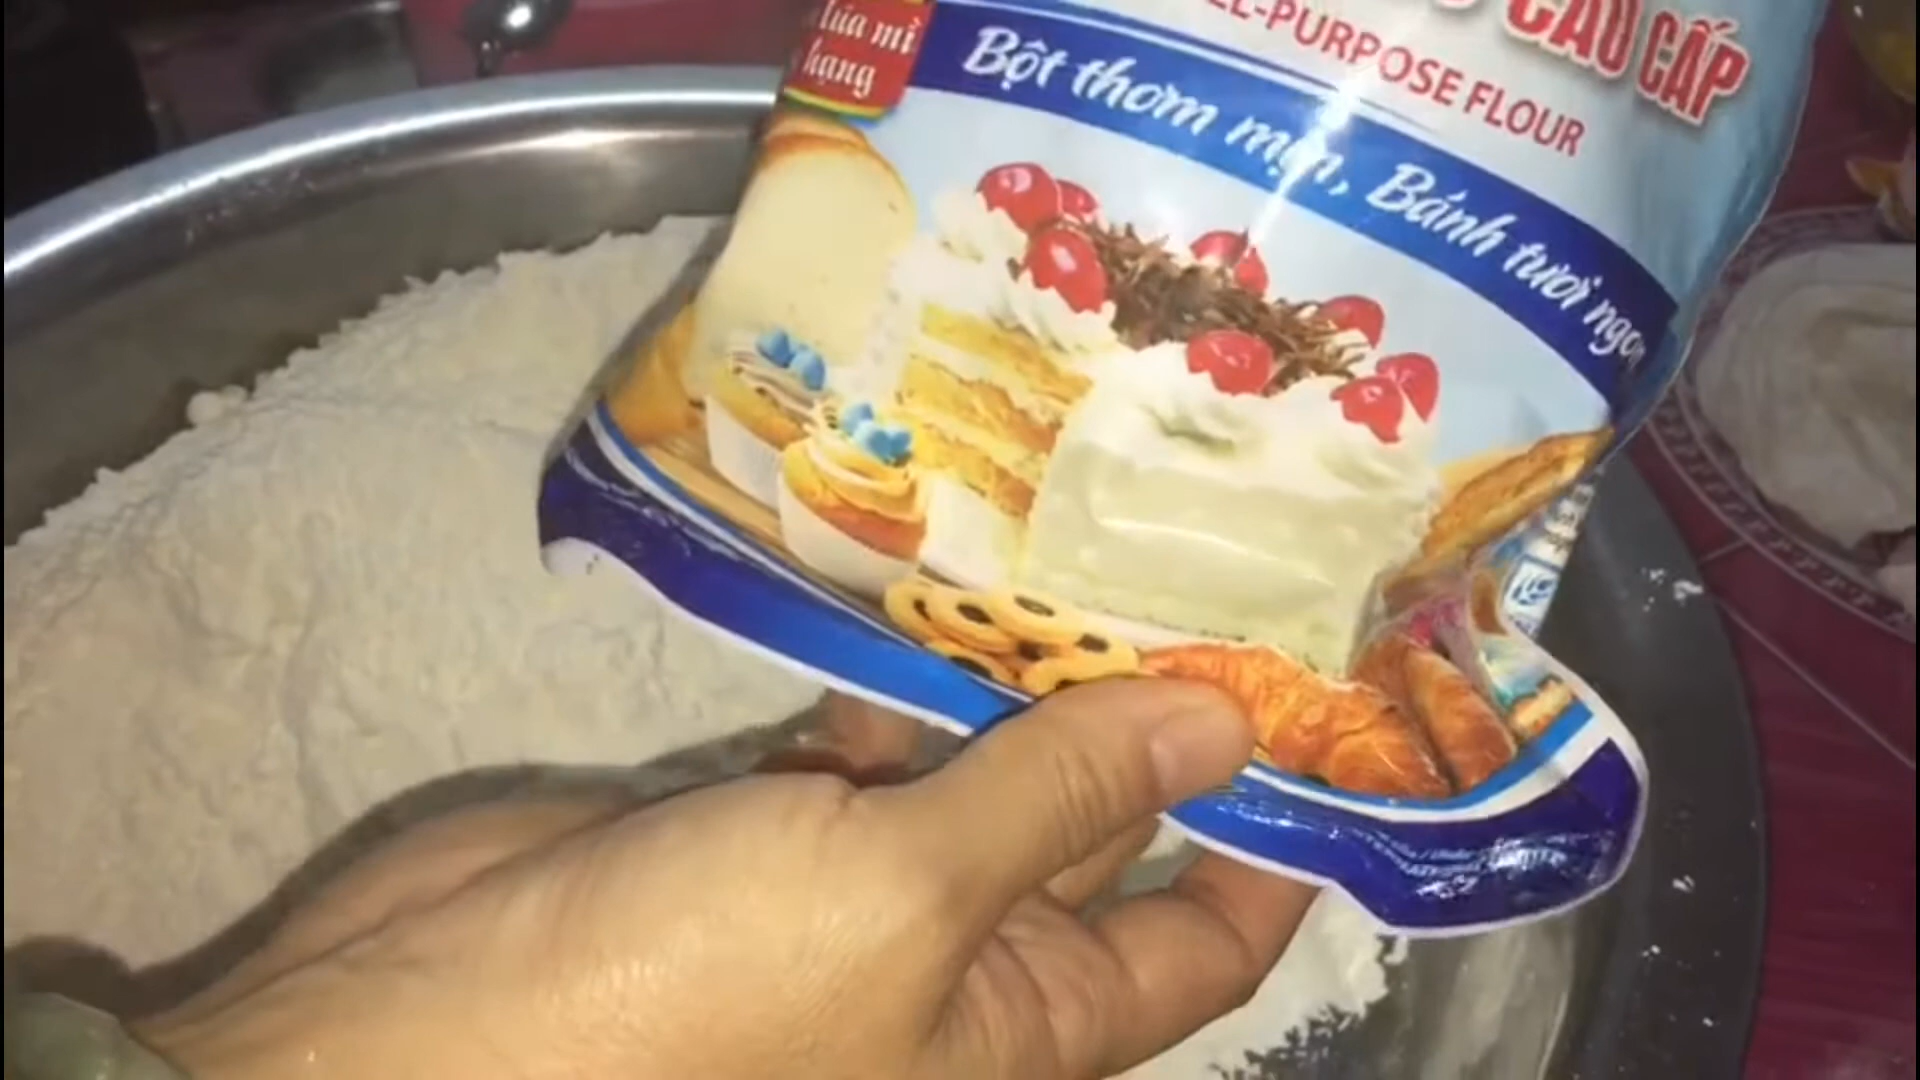 CAO CẤP
-PURPOSE FLOUR
lúa mì
hạng
Bột thơm mịn, Bánh tươi ngon